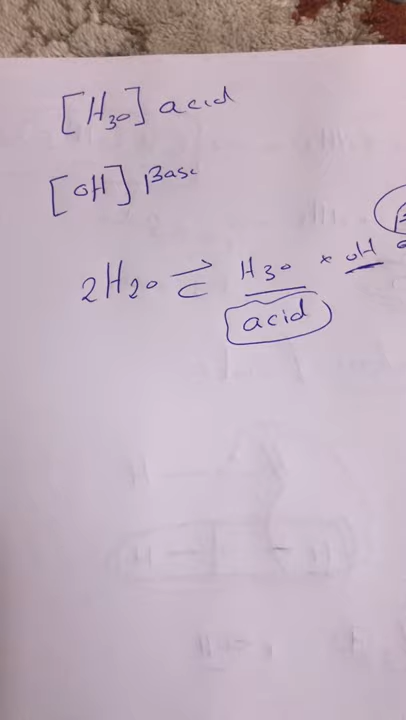 [H3O] acid
[OH] Base
2H2O ⇌ H3O × OH
acid